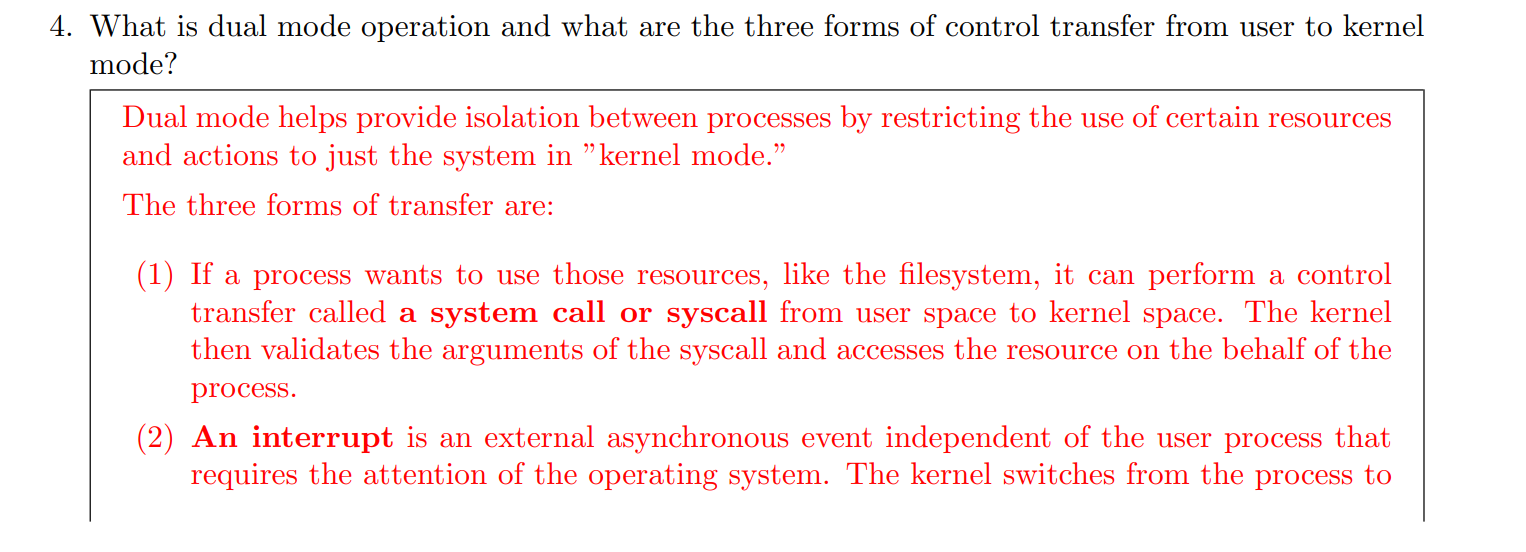 4. What is dual mode operation and what are the three forms of control transfer from user to kernel
mode?
Dual mode helps provide isolation between processes by restricting the use of certain resources
and actions to just the system in ”kernel mode.”
The three forms of transfer are:
(1) If a process wants to use those resources, like the filesystem, it can perform a control
transfer called a system call or syscall from user space to kernel space. The kernel
then validates the arguments of the syscall and accesses the resource on the behalf of the
process.
(2) An interrupt is an external asynchronous event independent of the user process that
requires the attention of the operating system. The kernel switches from the process to